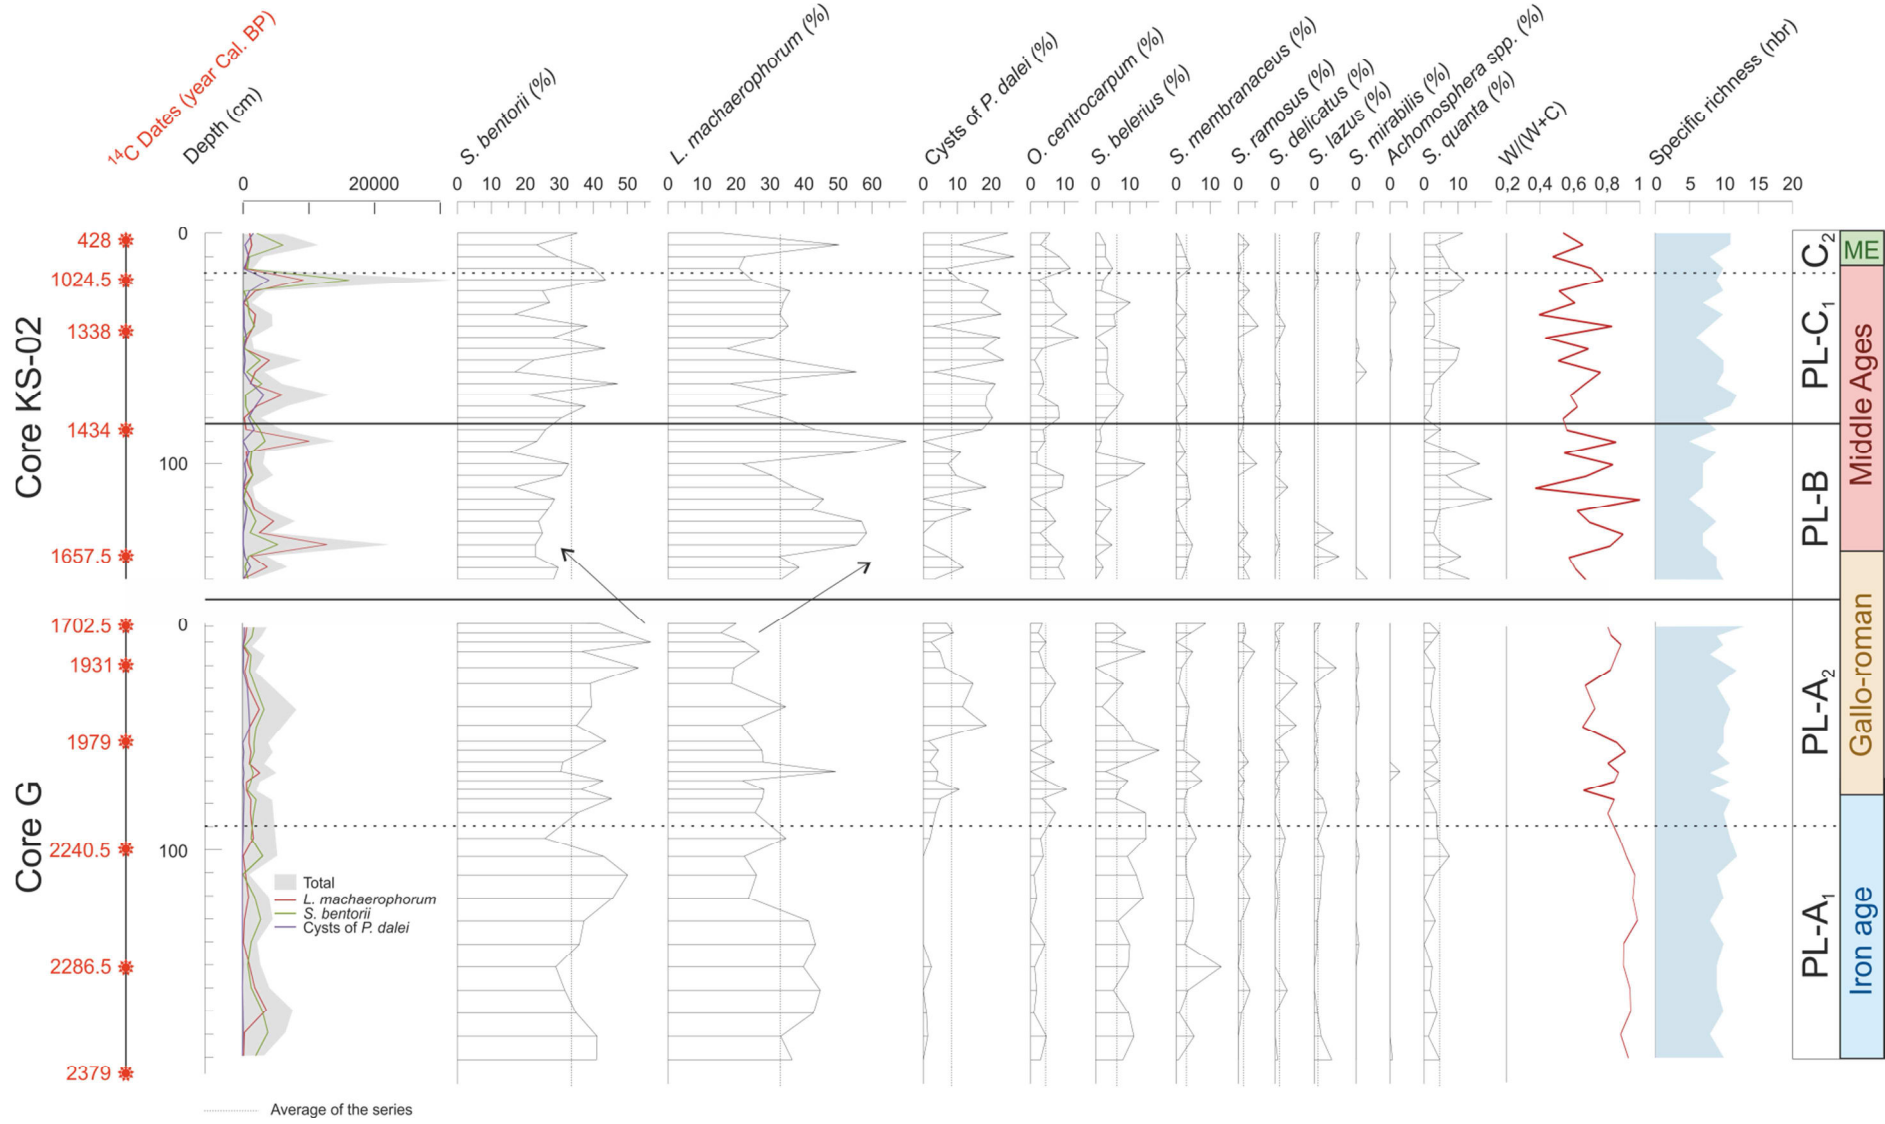 14C Dates (year Cal. BP)
Depth (cm)
S. bentorii (%)
L. machaerophorum (%)
Cysts of P. dalei (%)
O. centrocarpum (%)
S. belerius (%)
S. membranaceus (%)
S. ramosus (%)
S. delicatus (%)
S. lazus (%)
S. mirabilis (%)
Achomosphera spp. (%)
S. quanta (%)
W/(W+C)
Specific richness (nbr)
0 20000 0 10 20 30 40 50 0 10 20 30 40 50 60 0 10 20 0 10 0 10 0 10 0 0 0 0 0 0 10 0,2 0,4 0,6 0,8 1 0 5 10 15 20
Core KS-02
428
1024.5
1338
1434
1657.5
0
100
C2
PL-C1
PL-B
ME
Middle Ages
Core G
1702.5
1931
1979
2240.5
2286.5
2379
0
100
Total
L. machaerophorum
S. bentorii
Cysts of P. dalei
PL-A2
PL-A1
Gallo-roman
Iron age
Average of the series